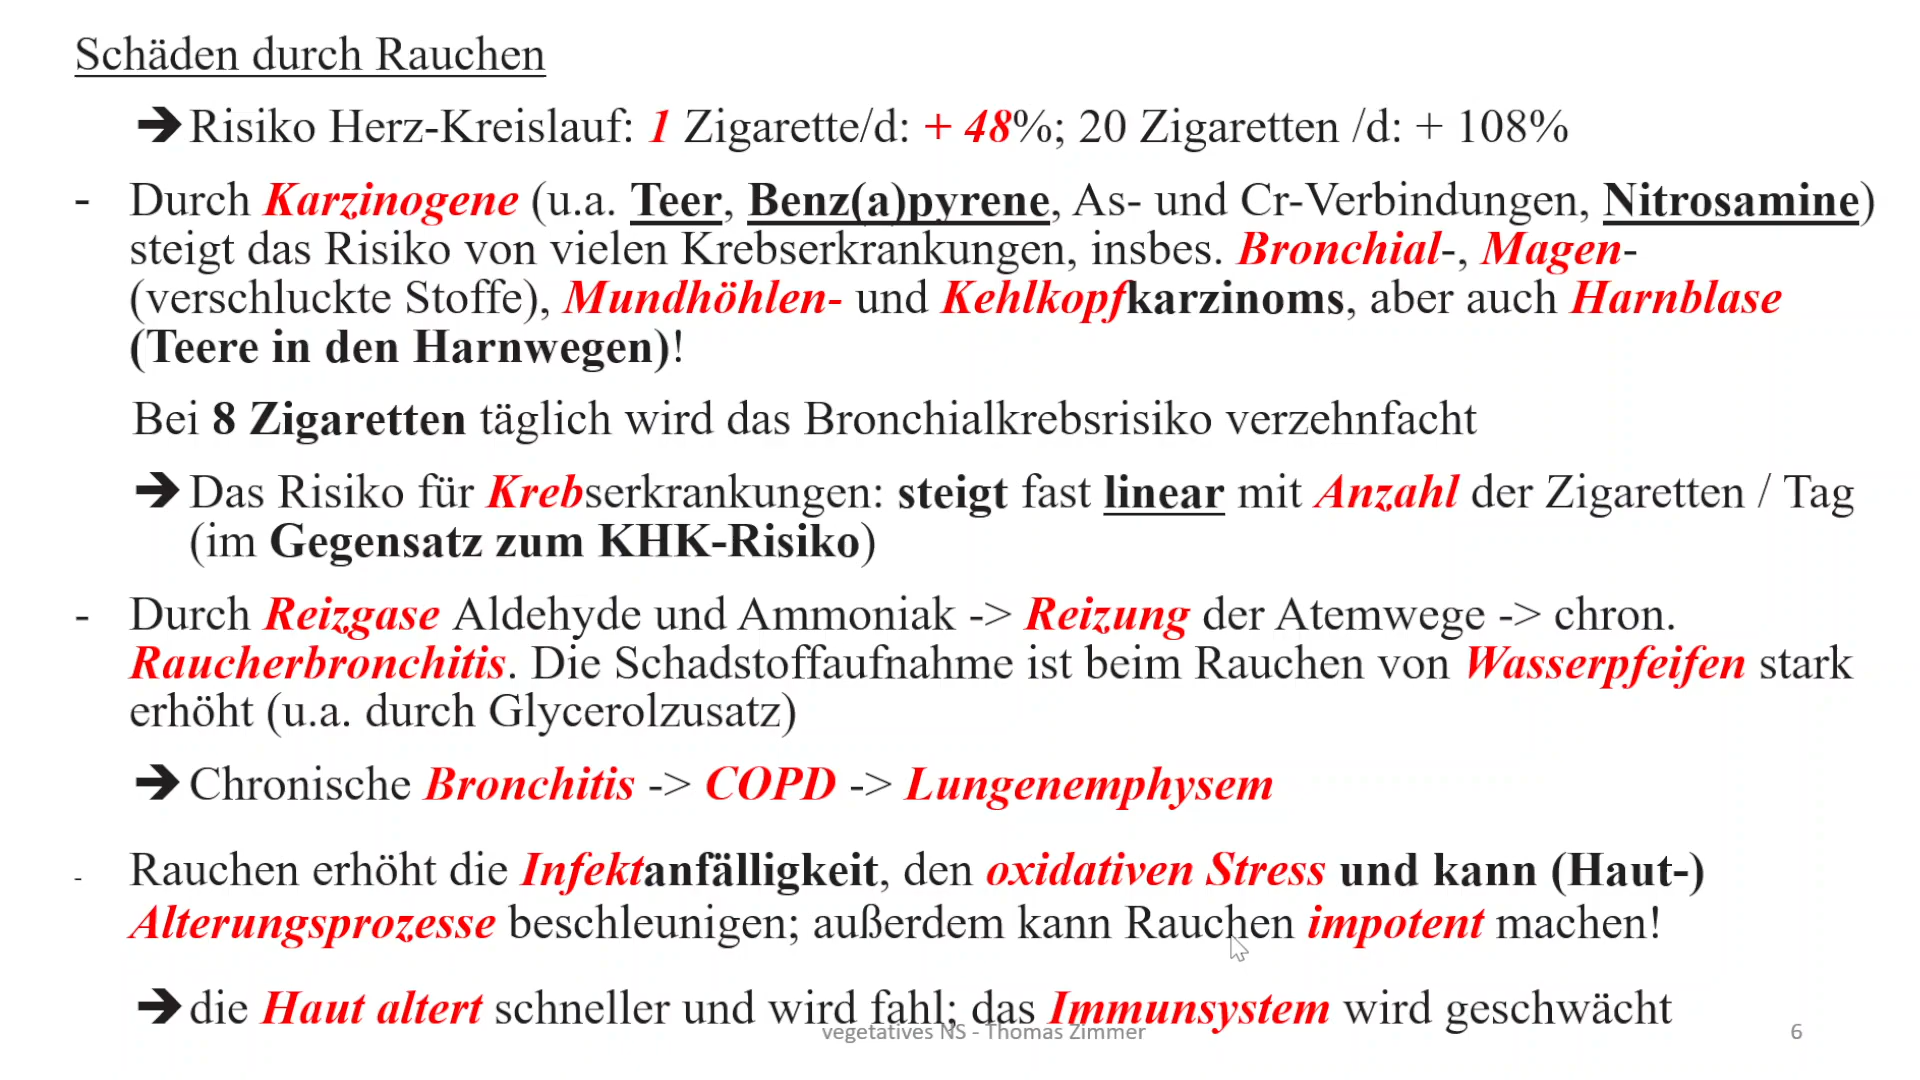 Schäden durch Rauchen
➔ Risiko Herz-Kreislauf: 1 Zigarette/d: + 48%; 20 Zigaretten /d: + 108%
- Durch Karzinogene (u.a. Teer, Benz(a)pyrene, As- und Cr-Verbindungen, Nitrosamine)
steigt das Risiko von vielen Krebserkrankungen, insbes. Bronchial-, Magen-
(verschluckte Stoffe), Mundhöhlen- und Kehlkopfkarzinoms, aber auch Harnblase
(Teere in den Harnwegen)!
Bei 8 Zigaretten täglich wird das Bronchialkrebsrisiko verzehnfacht
➔ Das Risiko für Krebserkrankungen: steigt fast linear mit Anzahl der Zigaretten / Tag
(im Gegensatz zum KHK-Risiko)
- Durch Reizgase Aldehyde und Ammoniak -> Reizung der Atemwege -> chron.
Raucherbronchitis. Die Schadstoffaufnahme ist beim Rauchen von Wasserpfeifen stark
erhöht (u.a. durch Glycerolzusatz)
➔ Chronische Bronchitis -> COPD -> Lungenemphysem
- Rauchen erhöht die Infektanfälligkeit, den oxidativen Stress und kann (Haut-)
Alterungsprozesse beschleunigen; außerdem kann Rauchen impotent machen!
➔ die Haut altert schneller und wird fahl; das Immunsystem wird geschwächt
vegetatives NS - Thomas Zimmer
6